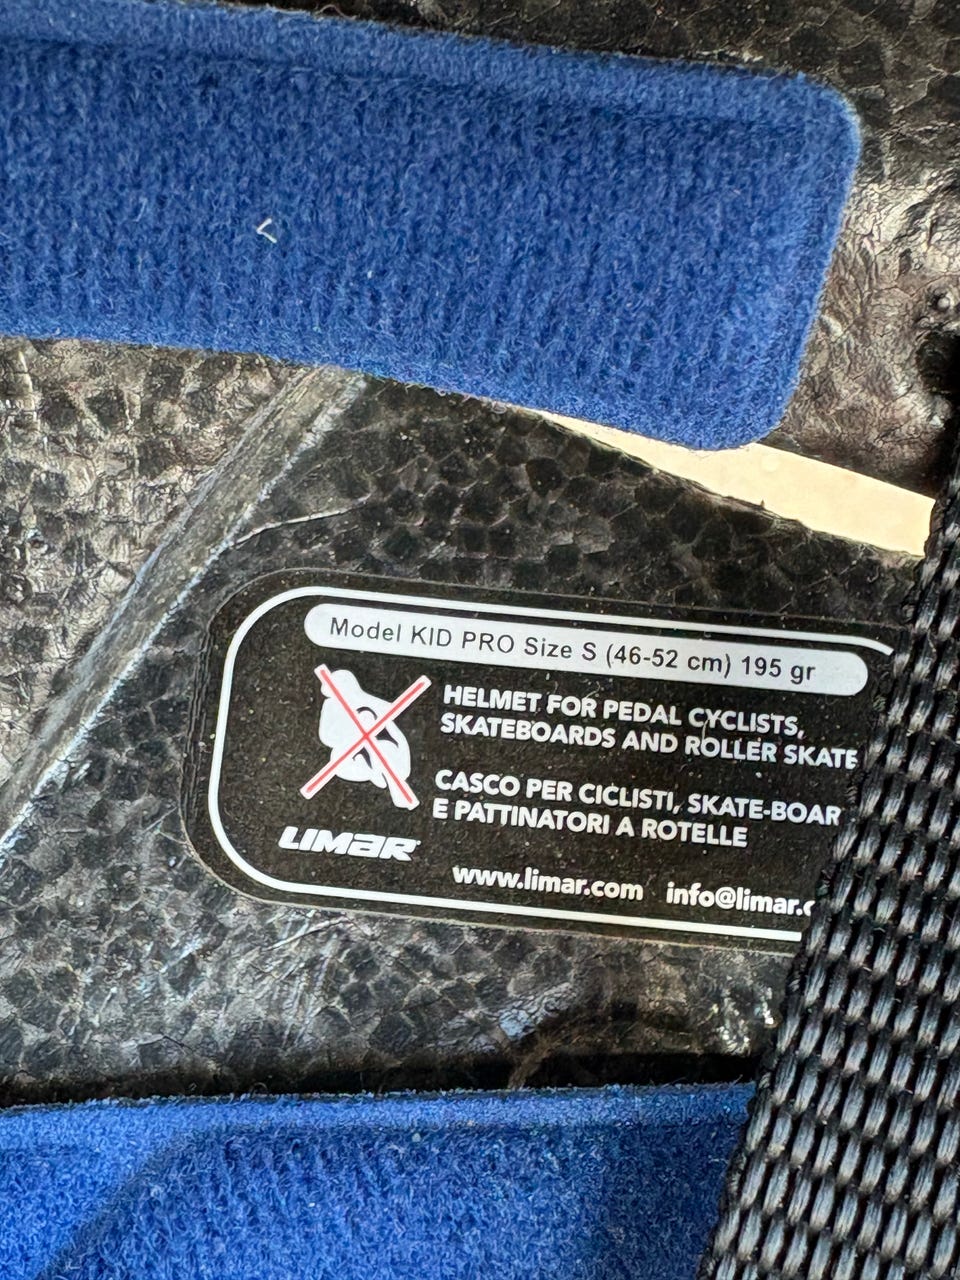 Model KID PRO Size S (46-52 cm) 195 gr
HELMET FOR PEDAL CYCLISTS,
SKATEBOARDS AND ROLLER SKATE
CASCO PER CICLISTI, SKATE-BOAR
E PATTINATORI A ROTELLE
LIMAR
www.limar.com info@limar.c